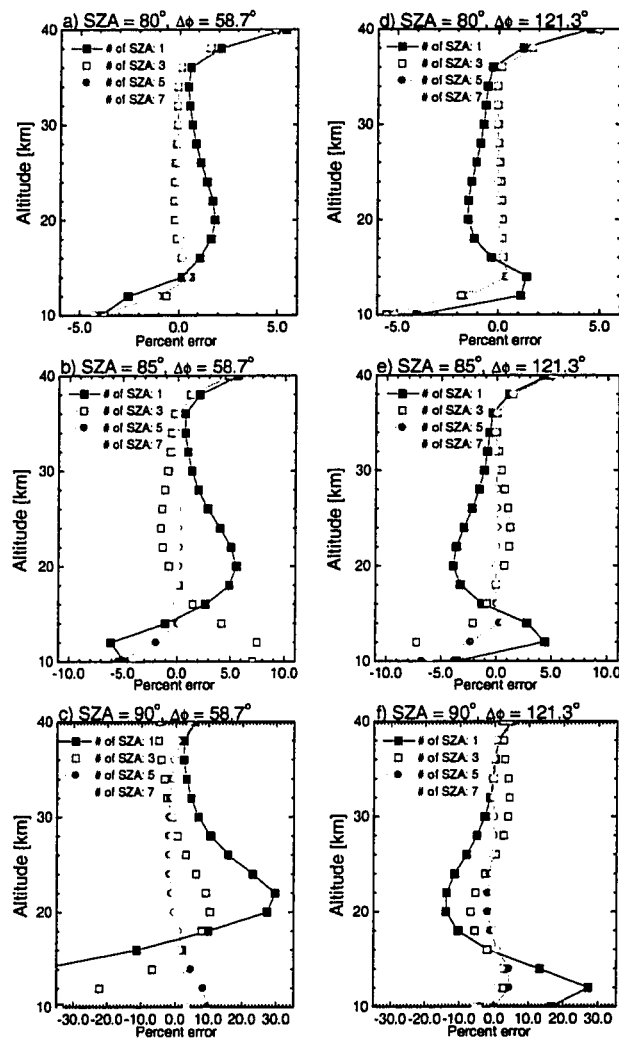 a) SZA = 80°, Δϕ = 58.7°
40
30
20
10
Altitude [km]
# of SZA: 1
# of SZA: 3
# of SZA: 5
# of SZA: 7
-5.0 0.0 5.0
Percent error
d) SZA = 80°, Δϕ = 121.3°
40
30
20
10
Altitude [km]
# of SZA: 1
# of SZA: 3
# of SZA: 5
# of SZA: 7
-5.0 0.0 5.0
Percent error
b) SZA = 85°, Δϕ = 58.7°
40
30
20
10
Altitude [km]
# of SZA: 1
# of SZA: 3
# of SZA: 5
# of SZA: 7
-10.0 -5.0 0.0 5.0 10.0
Percent error
e) SZA = 85°, Δϕ = 121.3°
40
30
20
10
Altitude [km]
# of SZA: 1
# of SZA: 3
# of SZA: 5
# of SZA: 7
-10.0 -5.0 0.0 5.0 10.0
Percent error
c) SZA = 90°, Δϕ = 58.7°
40
30
20
10
Altitude [km]
# of SZA: 1
# of SZA: 3
# of SZA: 5
# of SZA: 7
-30.0 -20.0 -10.0 0.0 10.0 20.0 30.0
Percent error
f) SZA = 90°, Δϕ = 121.3°
40
30
20
10
Altitude [km]
# of SZA: 1
# of SZA: 3
# of SZA: 5
# of SZA: 7
-30.0 -20.0 -10.0 0.0 10.0 20.0 30.0
Percent error